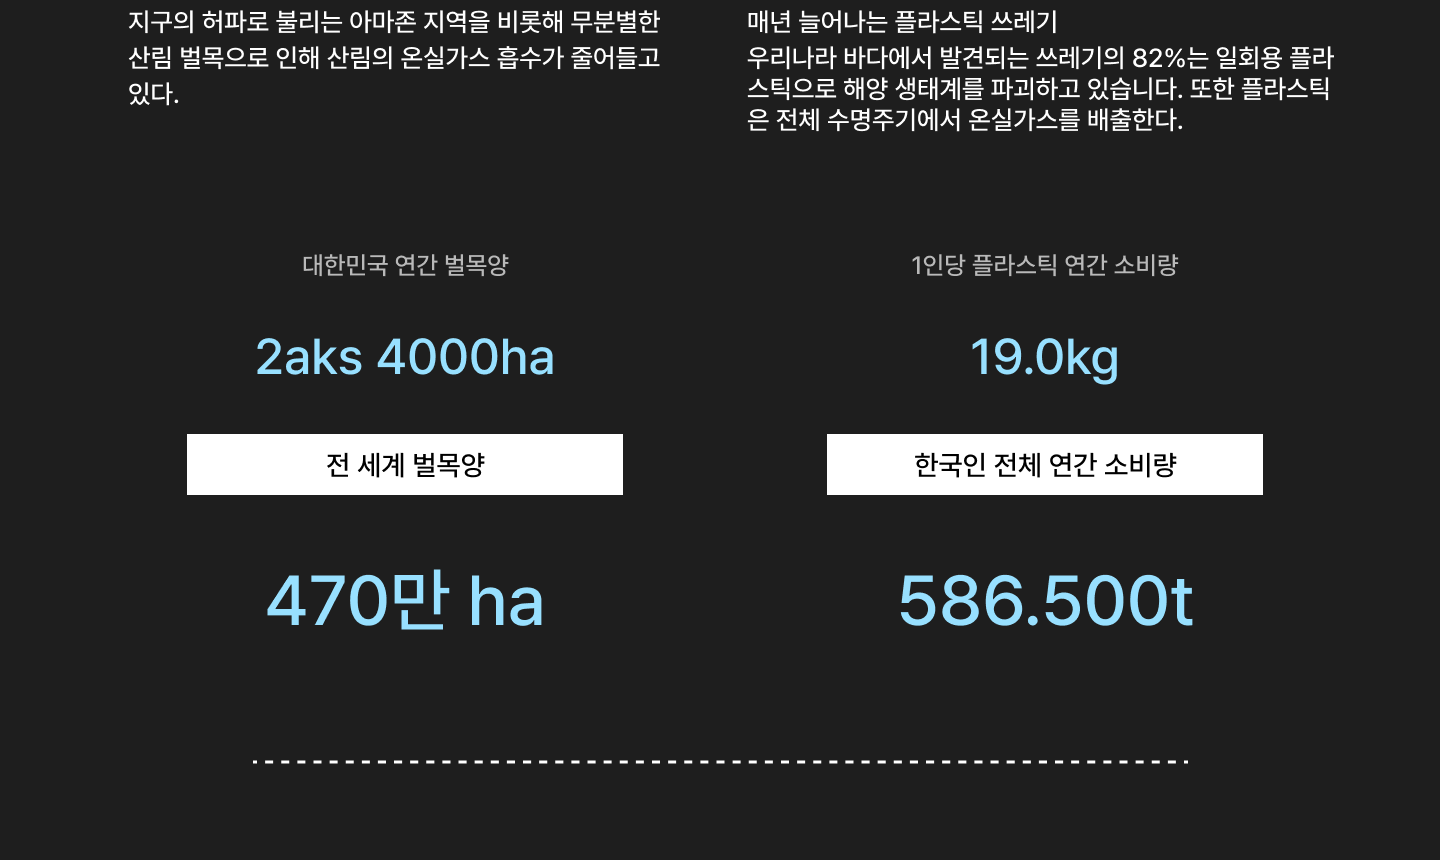 지구의 허파로 불리는 아마존 지역을 비롯해 무분별한
산림 벌목으로 인해 산림의 온실가스 흡수가 줄어들고
있다.
매년 늘어나는 플라스틱 쓰레기
우리나라 바다에서 발견되는 쓰레기의 82%는 일회용 플라
스틱으로 해양 생태계를 파괴하고 있습니다. 또한 플라스틱
은 전체 수명주기에서 온실가스를 배출한다.
대한민국 연간 벌목양
2aks 4000ha
전 세계 벌목양
470만 ha
1인당 플라스틱 연간 소비량
19.0kg
한국인 전체 연간 소비량
586.500t